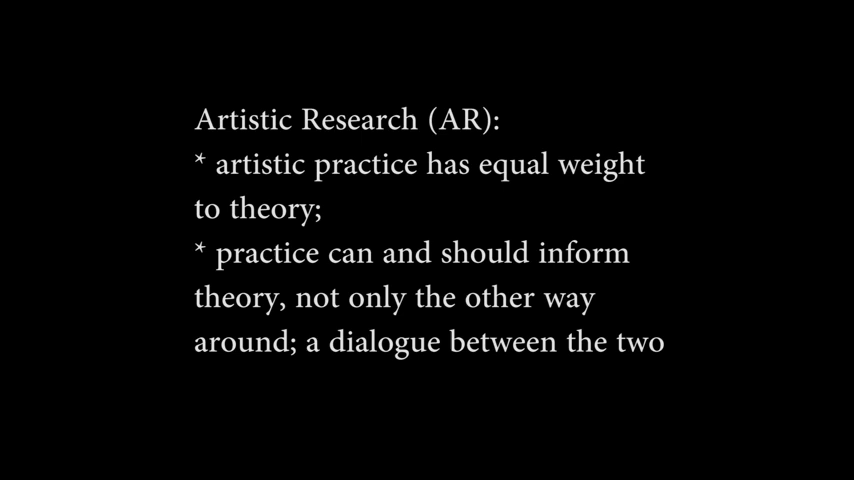 Artistic Research (AR):
* artistic practice has equal weight
to theory;
* practice can and should inform
theory, not only the other way
around; a dialogue between the two